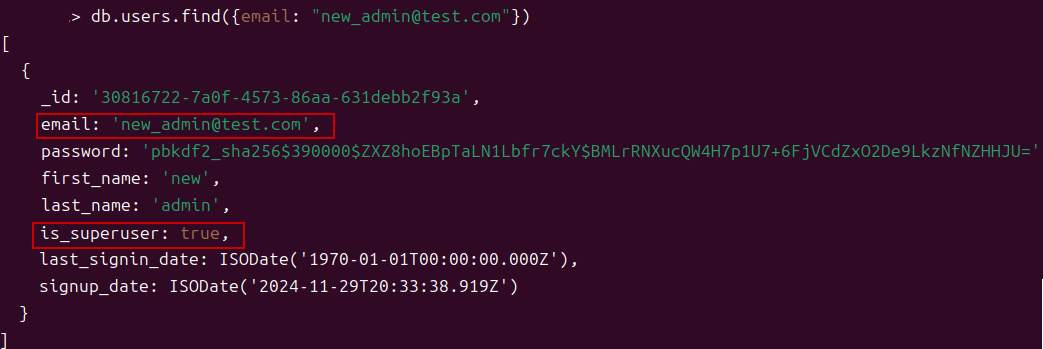 .> db.users.find({email: "new_admin@test.com"})
[
{
_id: '30816722-7a0f-4573-86aa-631debb2f93a',
email: 'new_admin@test.com',
password: 'pbkdf2_sha256$390000$ZXZ8hoEBpTaLN1Lbfr7ckY$BMLrRNXucQW4H7p1U7+6FjVCdZxO2De9LkzNfNZHHJU='
first_name: 'new',
last_name: 'admin',
is_superuser: true,
last_signin_date: ISODate('1970-01-01T00:00:00.000Z'),
signup_date: ISODate('2024-11-29T20:33:38.919Z')
}
]